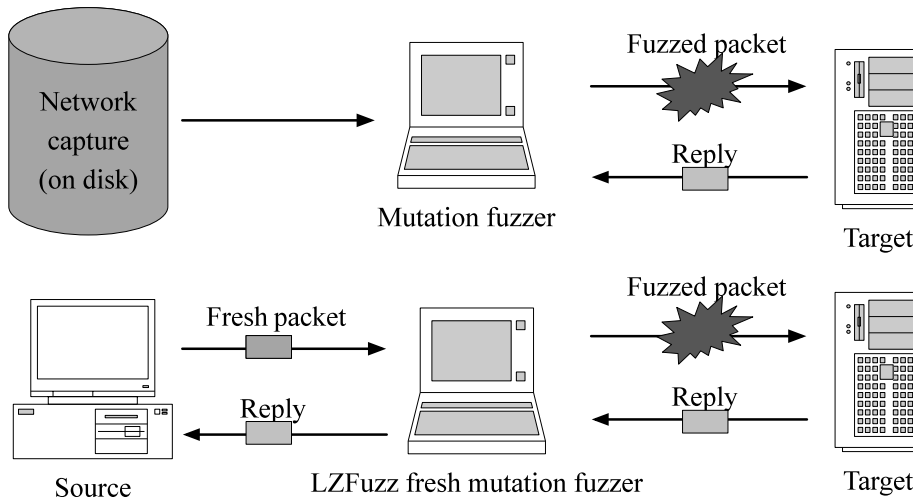 Network
capture
(on disk)
Fuzzed packet
Reply
Mutation fuzzer
Target
Fresh packet
Fuzzed packet
Reply
Reply
Source
LZFuzz fresh mutation fuzzer
Target